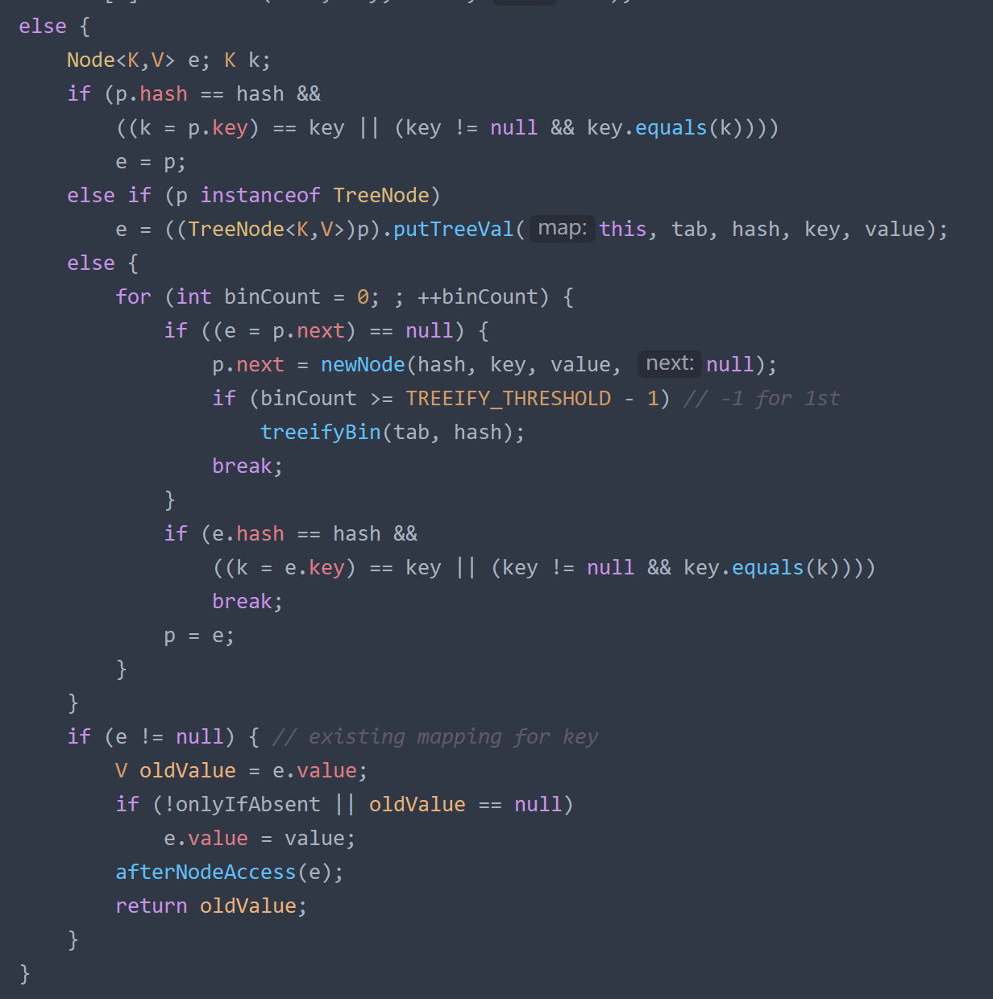 else {
    Node<K,V> e; K k;
    if (p.hash == hash &&
        ((k = p.key) == key || (key != null && key.equals(k))))
        e = p;
    else if (p instanceof TreeNode)
        e = ((TreeNode<K,V>)p).putTreeVal( map: this, tab, hash, key, value);
    else {
        for (int binCount = 0; ; ++binCount) {
            if ((e = p.next) == null) {
                p.next = newNode(hash, key, value, next: null);
                if (binCount >= TREEIFY_THRESHOLD - 1) // -1 for 1st
                    treeifyBin(tab, hash);
                break;
            }
            if (e.hash == hash &&
                ((k = e.key) == key || (key != null && key.equals(k))))
                break;
            p = e;
        }
    }
    if (e != null) { // existing mapping for key
        V oldValue = e.value;
        if (!onlyIfAbsent || oldValue == null)
            e.value = value;
        afterNodeAccess(e);
        return oldValue;
    }
}